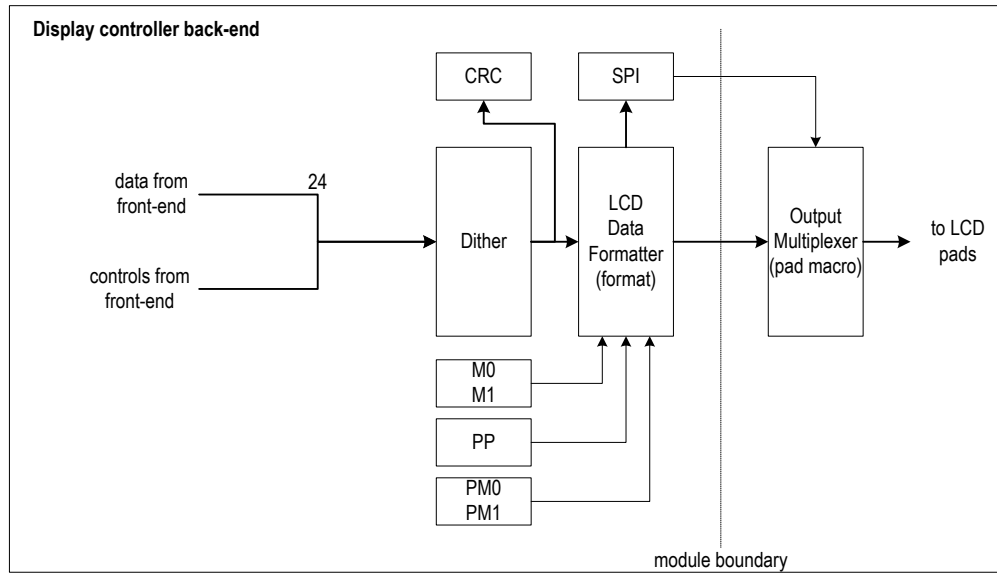 Display controller back-end
CRC
SPI
data from
front-end
24
controls from
front-end
Dither
LCD
Data
Formatter
(format)
Output
Multiplexer
(pad macro)
to LCD
pads
M0
M1
PP
PM0
PM1
module boundary